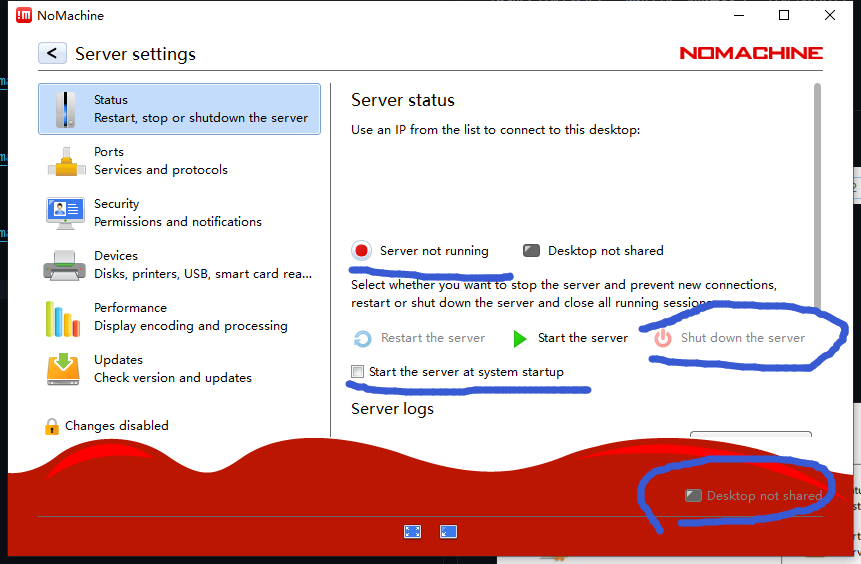 NoMachine
Server settings
NOMACHINE
Status
Restart, stop or shutdown the server
Ports
Services and protocols
Security
Permissions and notifications
Devices
Disks, printers, USB, smart card rea...
Performance
Display encoding and processing
Updates
Check version and updates
Changes disabled
Server status
Use an IP from the list to connect to this desktop:
Server not running
Desktop not shared
Select whether you want to stop the server and prevent new connections,
restart or shut down the server and close all running sessions.
Restart the server
Start the server
Shut down the server
Start the server at system startup
Server logs
Desktop not shared